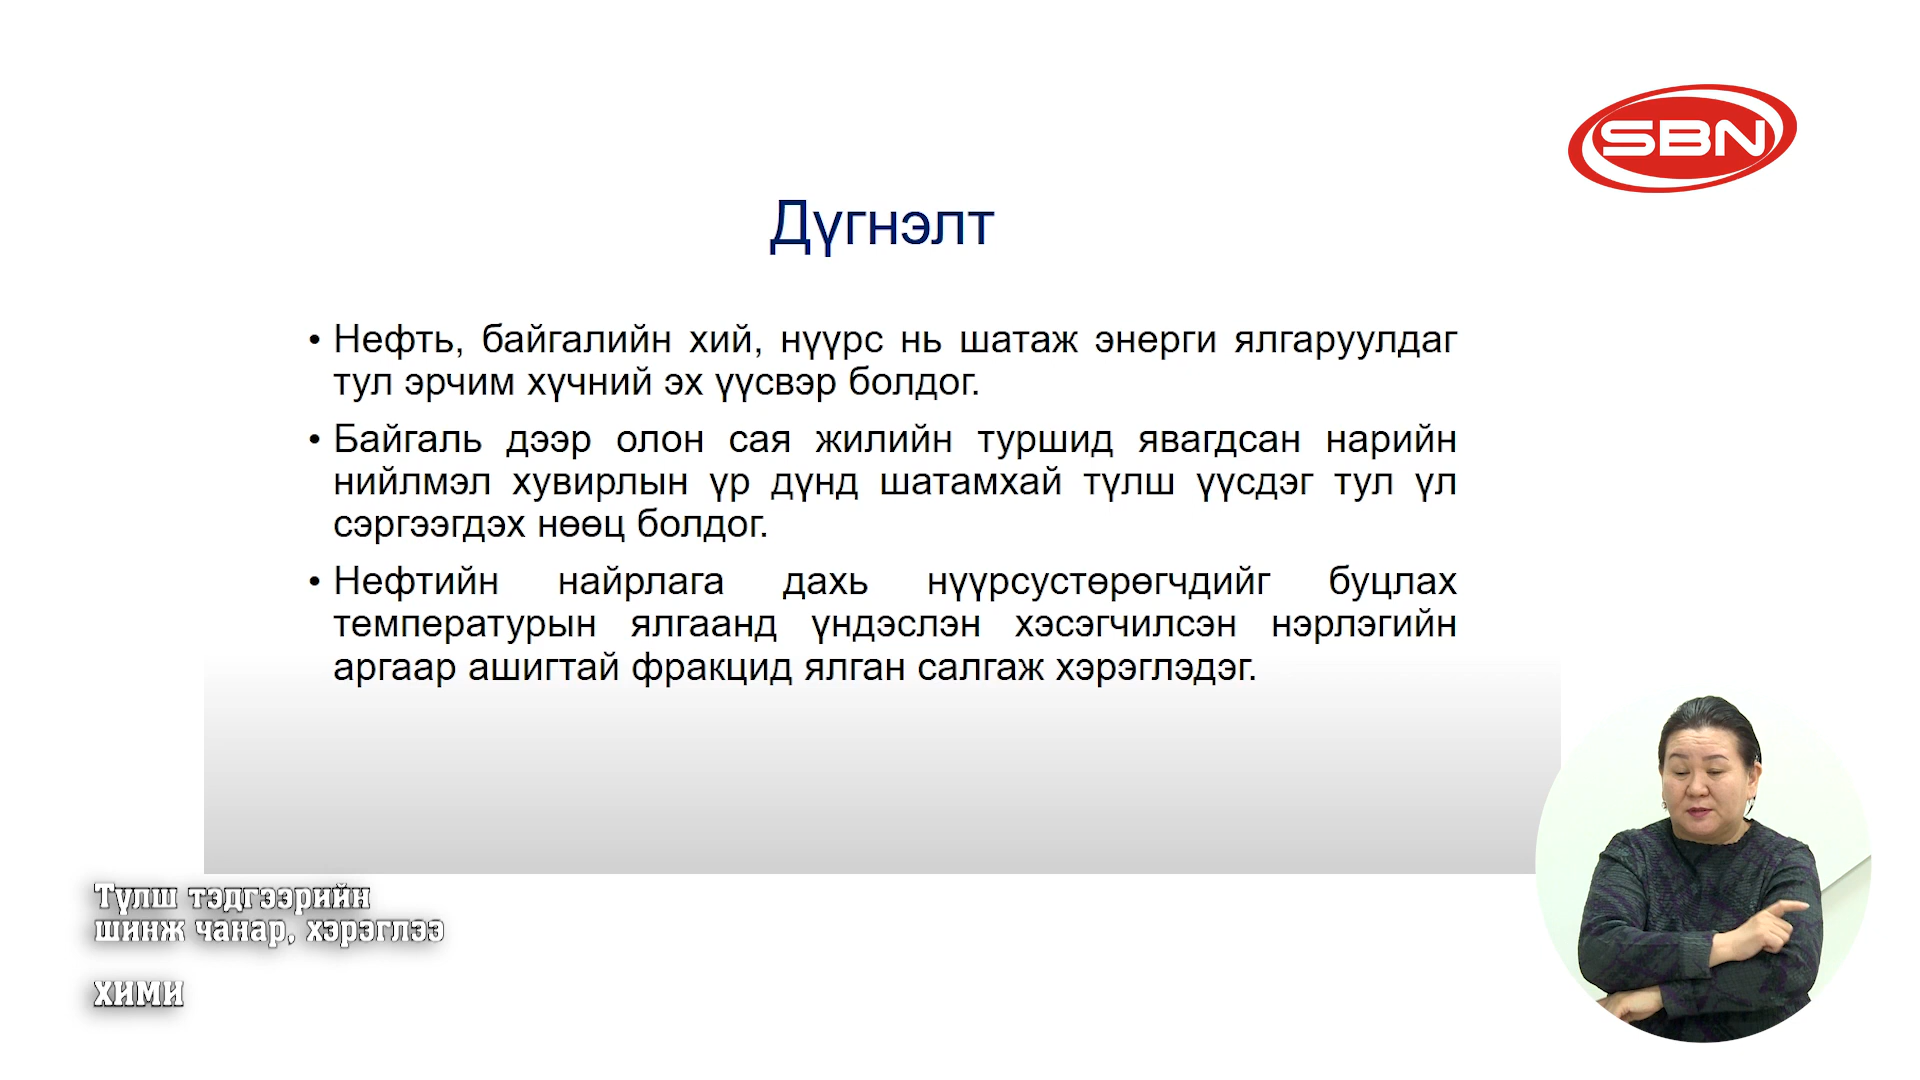 SBN
Дүгнэлт
• Нефть, байгалийн хий, нүүрс нь шатаж энерги ялгаруулдаг
тул эрчим хүчний эх үүсвэр болдог.
• Байгаль дээр олон сая жилийн туршид явагдсан нарийн
нийлмэл хувирлын үр дүнд шатамхай түлш үүсдэг тул үл
сэргээгдэх нөөц болдог.
• Нефтийн найрлага дахь нүүрсустөрөгчдийг буцлах
температурын ялгаанд үндэслэн хэсэгчилсэн нэрлэгийн
аргаар ашигтай фракцид ялган салгаж хэрэглэдэг.
Түлш тэдгээрийн
шинж чанар, хэрэглээ
ХИМИ